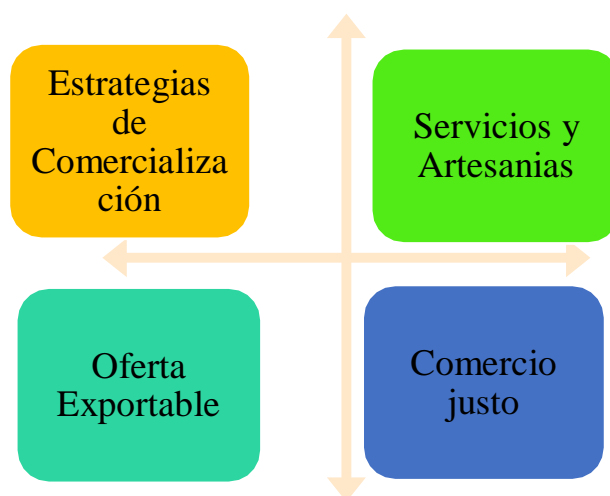 Estrategias
de
Comercializa
ción
Servicios y
Artesanias
Oferta
Exportable
Comercio
justo